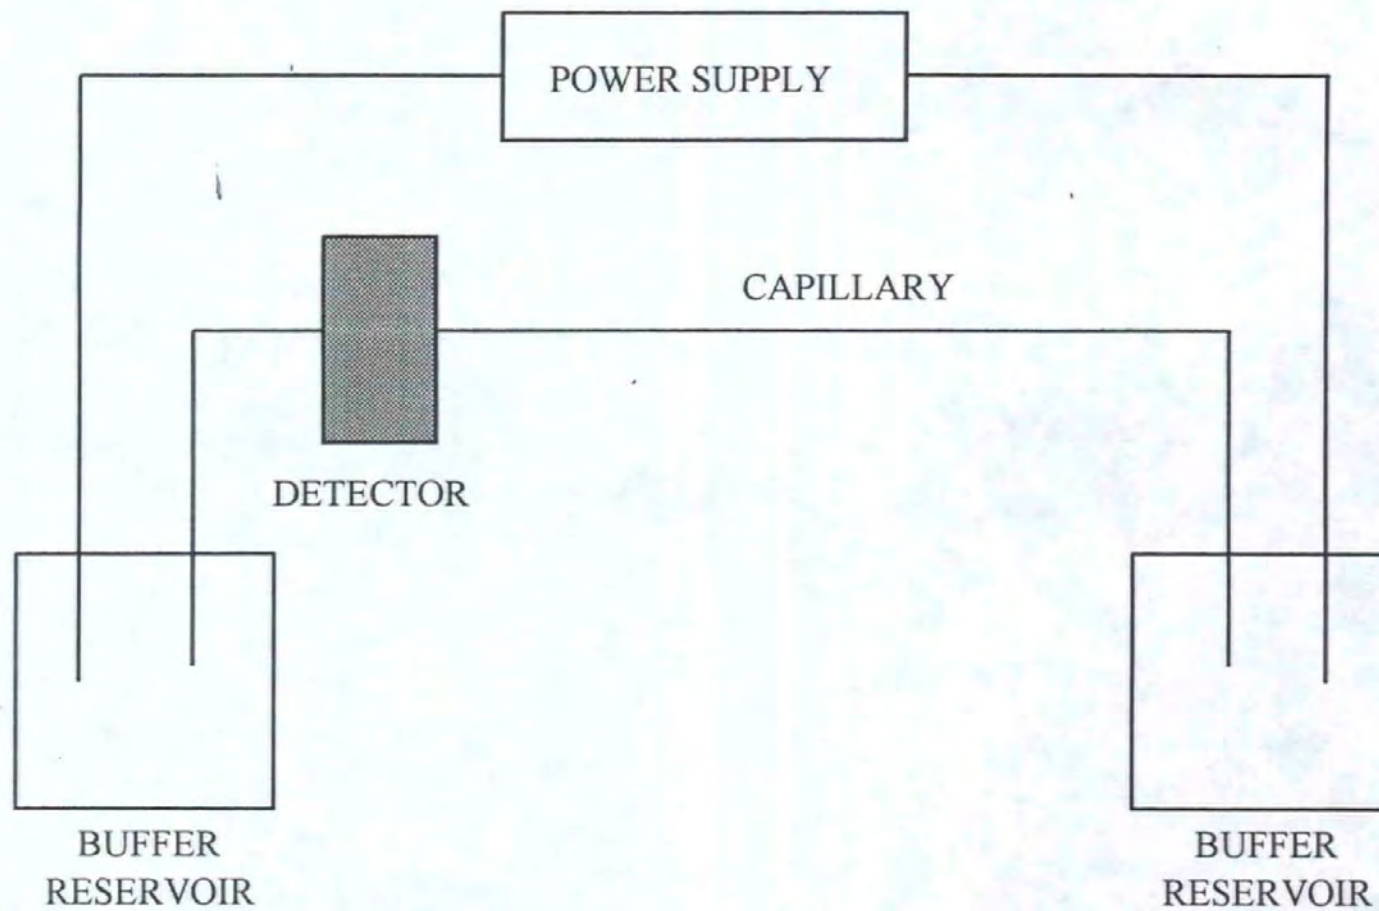 POWER SUPPLY
CAPILLARY
DETECTOR
BUFFER
RESERVOIR
BUFFER
RESERVOIR